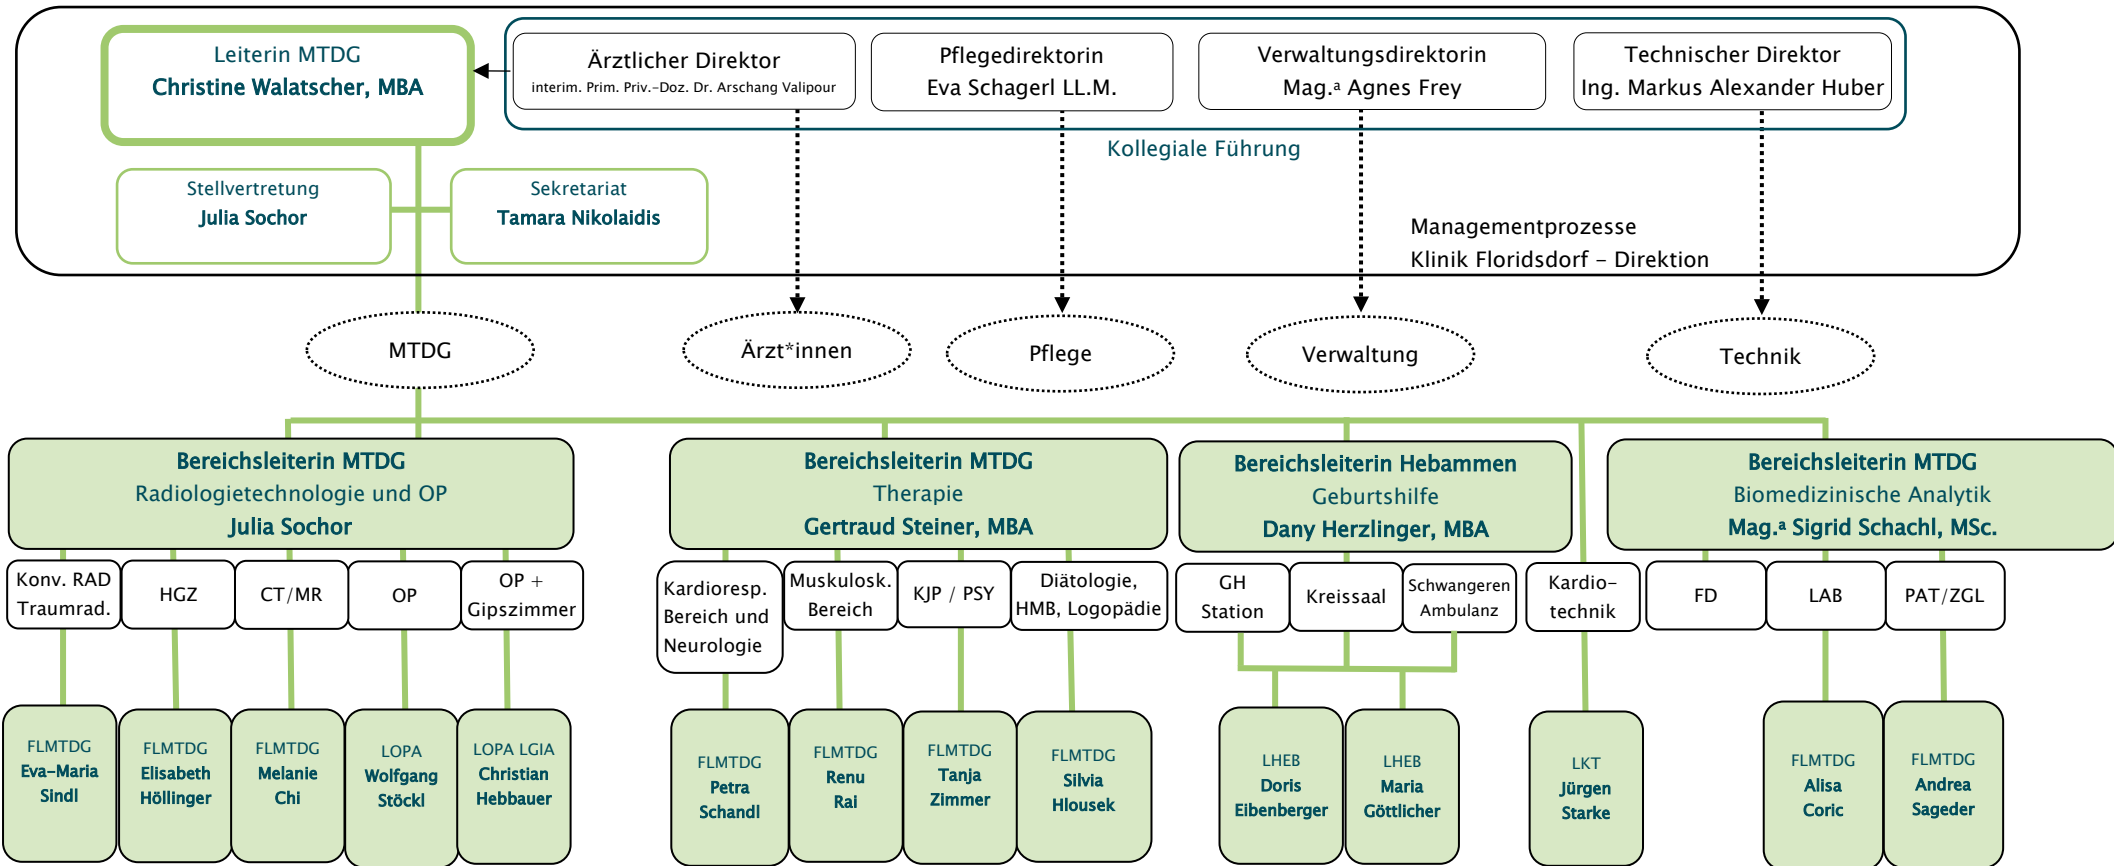 Leiterin MTDG
Christine Walatscher, MBA
Ärztlicher Direktor
interim. Prim. Priv.-Doz. Dr. Arschang Valipour
Pflegedirektorin
Eva Schagerl LL.M.
Verwaltungsdirektorin
Mag.ª Agnes Frey
Technischer Direktor
Ing. Markus Alexander Huber
Kollegiale Führung
Stellvertretung
Julia Sochor
Sekretariat
Tamara Nikolaidis
Managementprozesse
Klinik Floridsdorf – Direktion
MTDG
Ärzt*innen
Pflege
Verwaltung
Technik
Bereichsleiterin MTDG
Radiologietechnologie und OP
Julia Sochor
Bereichsleiterin MTDG
Therapie
Gertraud Steiner, MBA
Bereichsleiterin Hebammen
Geburtshilfe
Dany Herzlinger, MBA
Bereichsleiterin MTDG
Biomedizinische Analytik
Mag.ª Sigrid Schachl, MSc.
Konv. RAD
Traumrad.
HGZ
CT/MR
OP
OP +
Gipszimmer
Kardioresp.
Bereich und
Neurologie
Muskulosk.
Bereich
KJP / PSY
Diätologie,
HMB, Logopädie
GH
Station
Kreissaal
Schwangeren
Ambulanz
Kardio-
technik
FD
LAB
PAT/ZGL
FLMTDG
Eva-Maria
Sindl
FLMTDG
Elisabeth
Höllinger
FLMTDG
Melanie
Chi
LOPA
Wolfgang
Stöckl
LOPA LGIA
Christian
Hebbauer
FLMTDG
Petra
Schandl
FLMTDG
Renu
Rai
FLMTDG
Tanja
Zimmer
FLMTDG
Silvia
Hlousek
LHEB
Doris
Eibenberger
LHEB
Maria
Göttlicher
LKT
Jürgen
Starke
FLMTDG
Alisa
Coric
FLMTDG
Andrea
Sageder